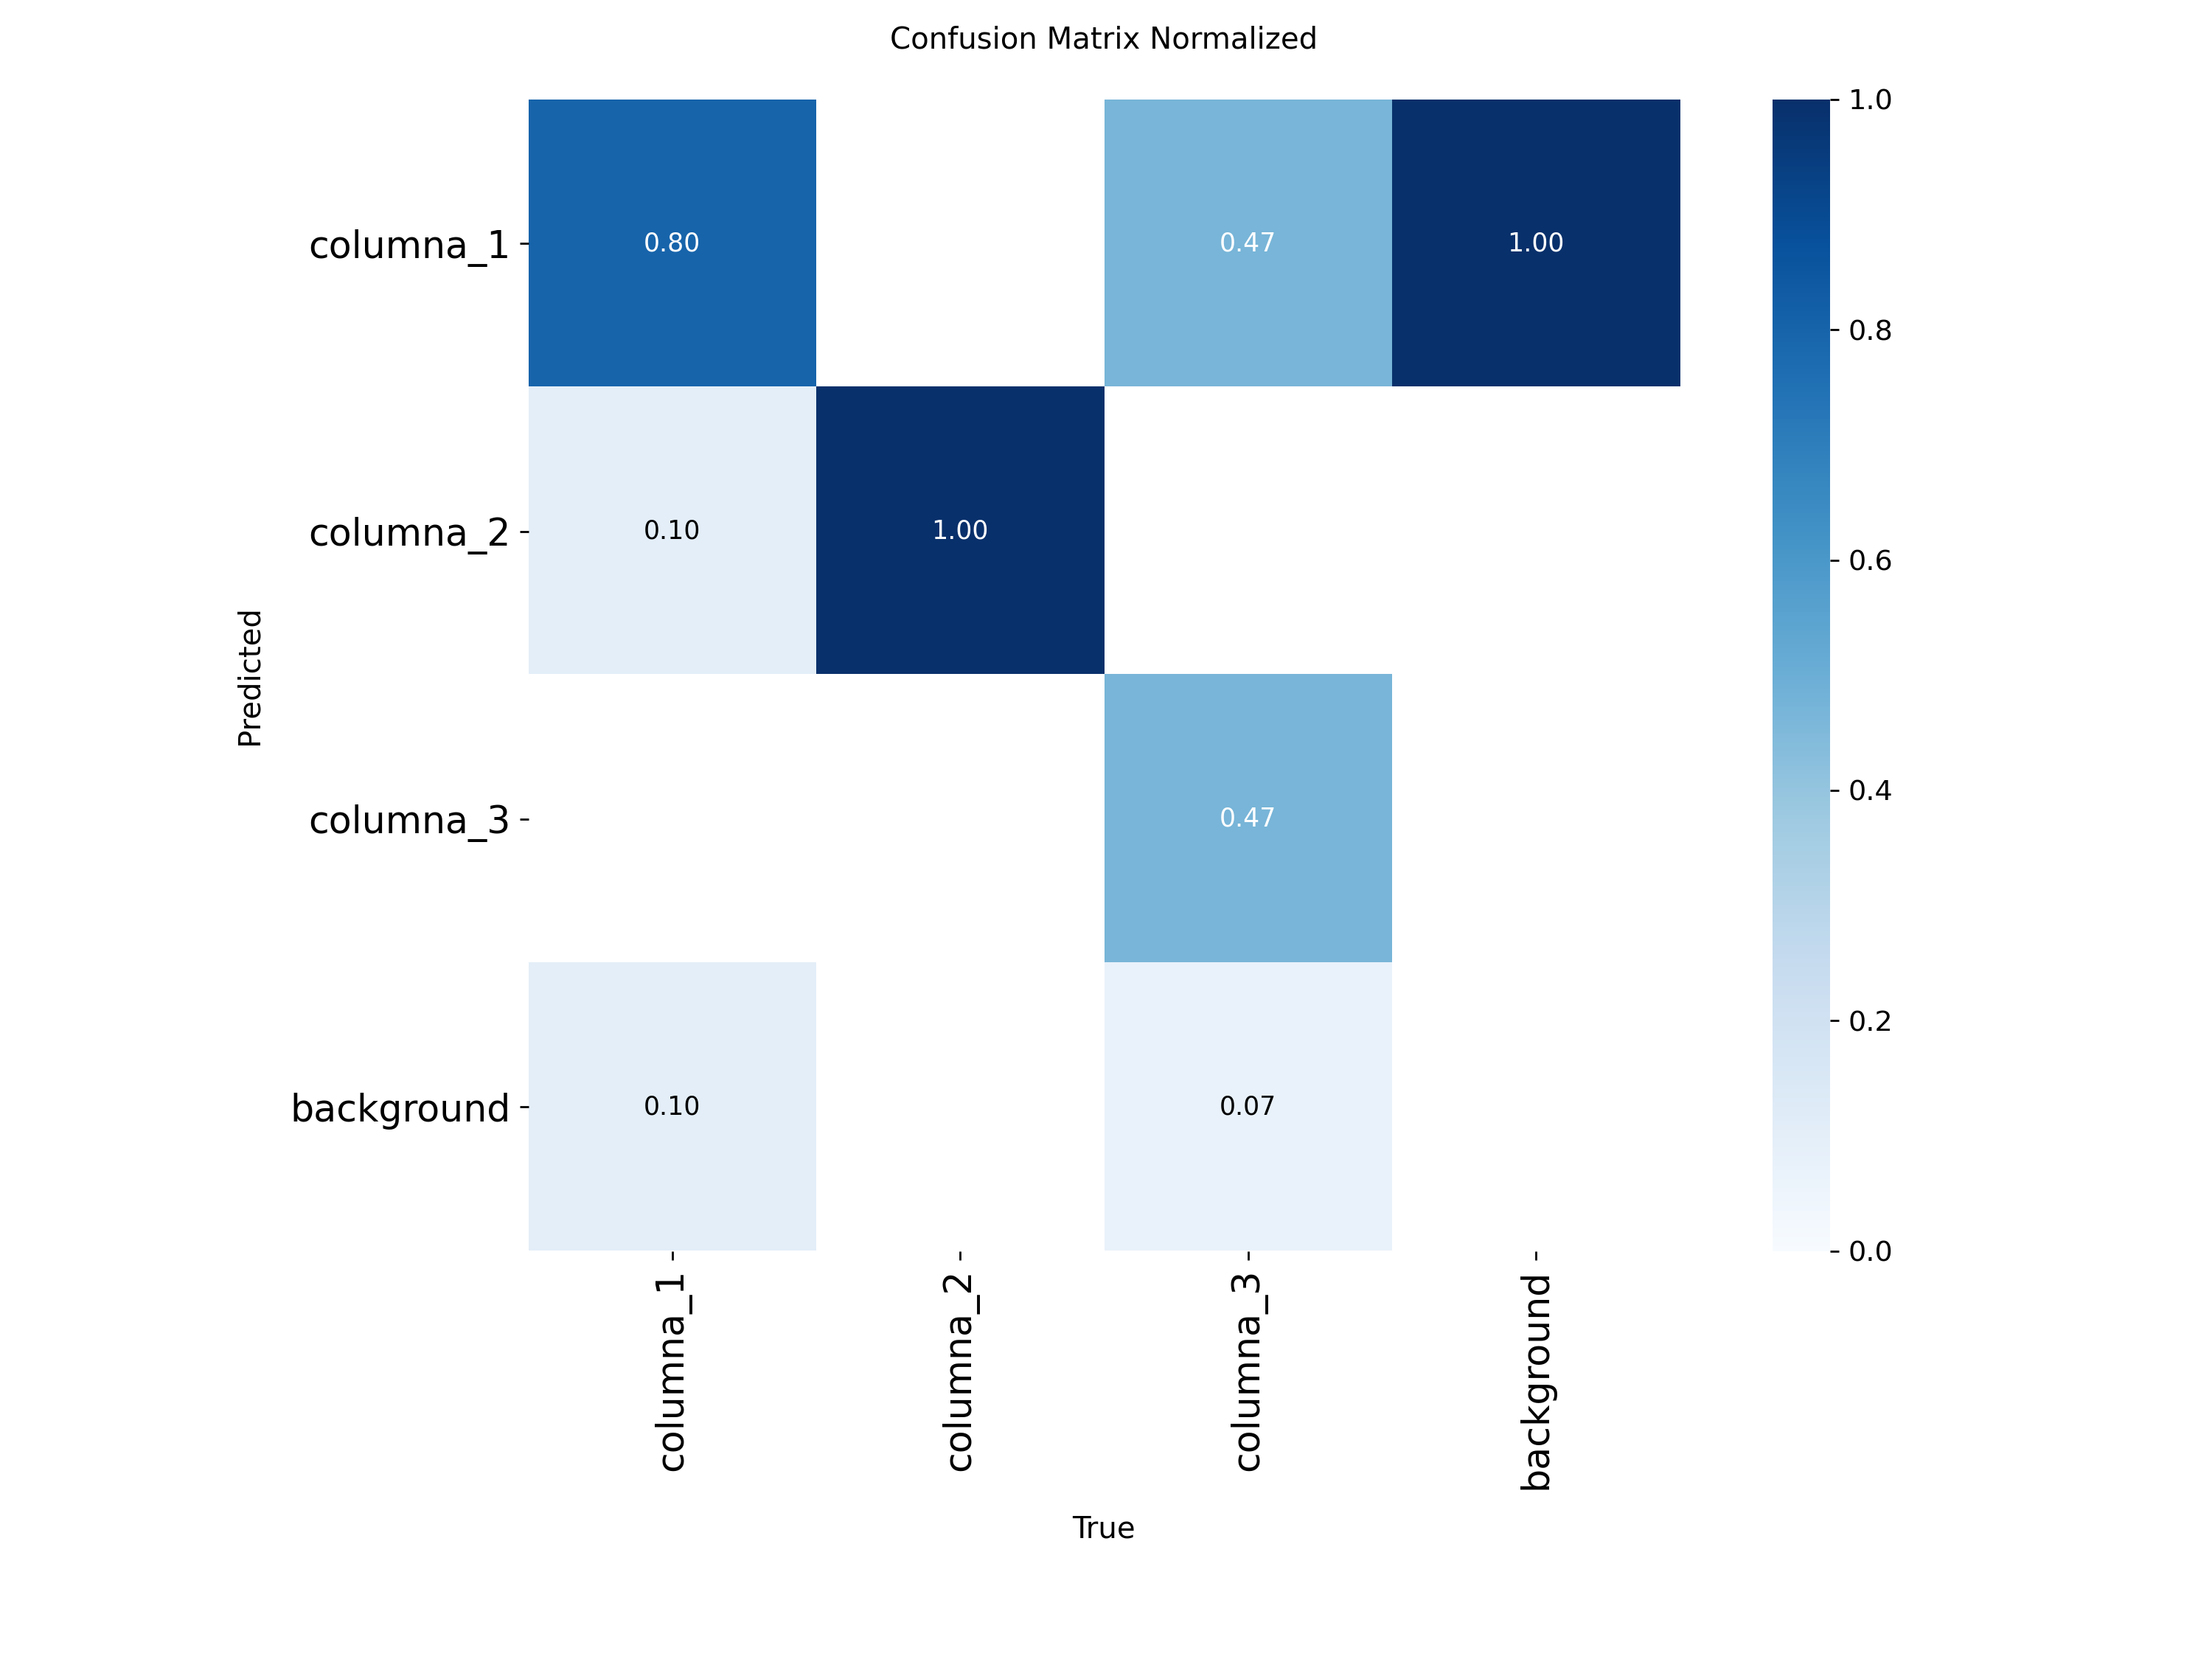 Confusion Matrix Normalized
columna_1
0.80
0.47
1.00
columna_2
0.10
1.00
columna_3
0.47
background
0.10
0.07
Predicted
columna_1
columna_2
columna_3
background
True
1.0
0.8
0.6
0.4
0.2
0.0